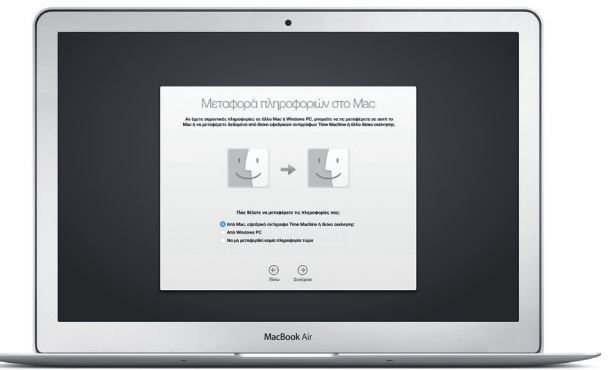 Μεταφορά πληροφοριών στο Mac
Αν έχετε σημαντικές πληροφορίες σε άλλο Mac ή Windows PC, μπορείτε να τις μεταφέρετε σε αυτό το
Mac ή να μεταφέρετε δεδομένα από δίσκο εφεδρικών αντιγράφων Time Machine ή άλλο δίσκο εκκίνησης.
Πώς θέλετε να μεταφέρετε τις πληροφορίες σας;
Από Mac, εφεδρικό αντίγραφο Time Machine ή δίσκο εκκίνησης
Από Windows PC
Να μη μεταφερθεί καμία πληροφορία τώρα
Πίσω Συνέχεια
MacBook Air